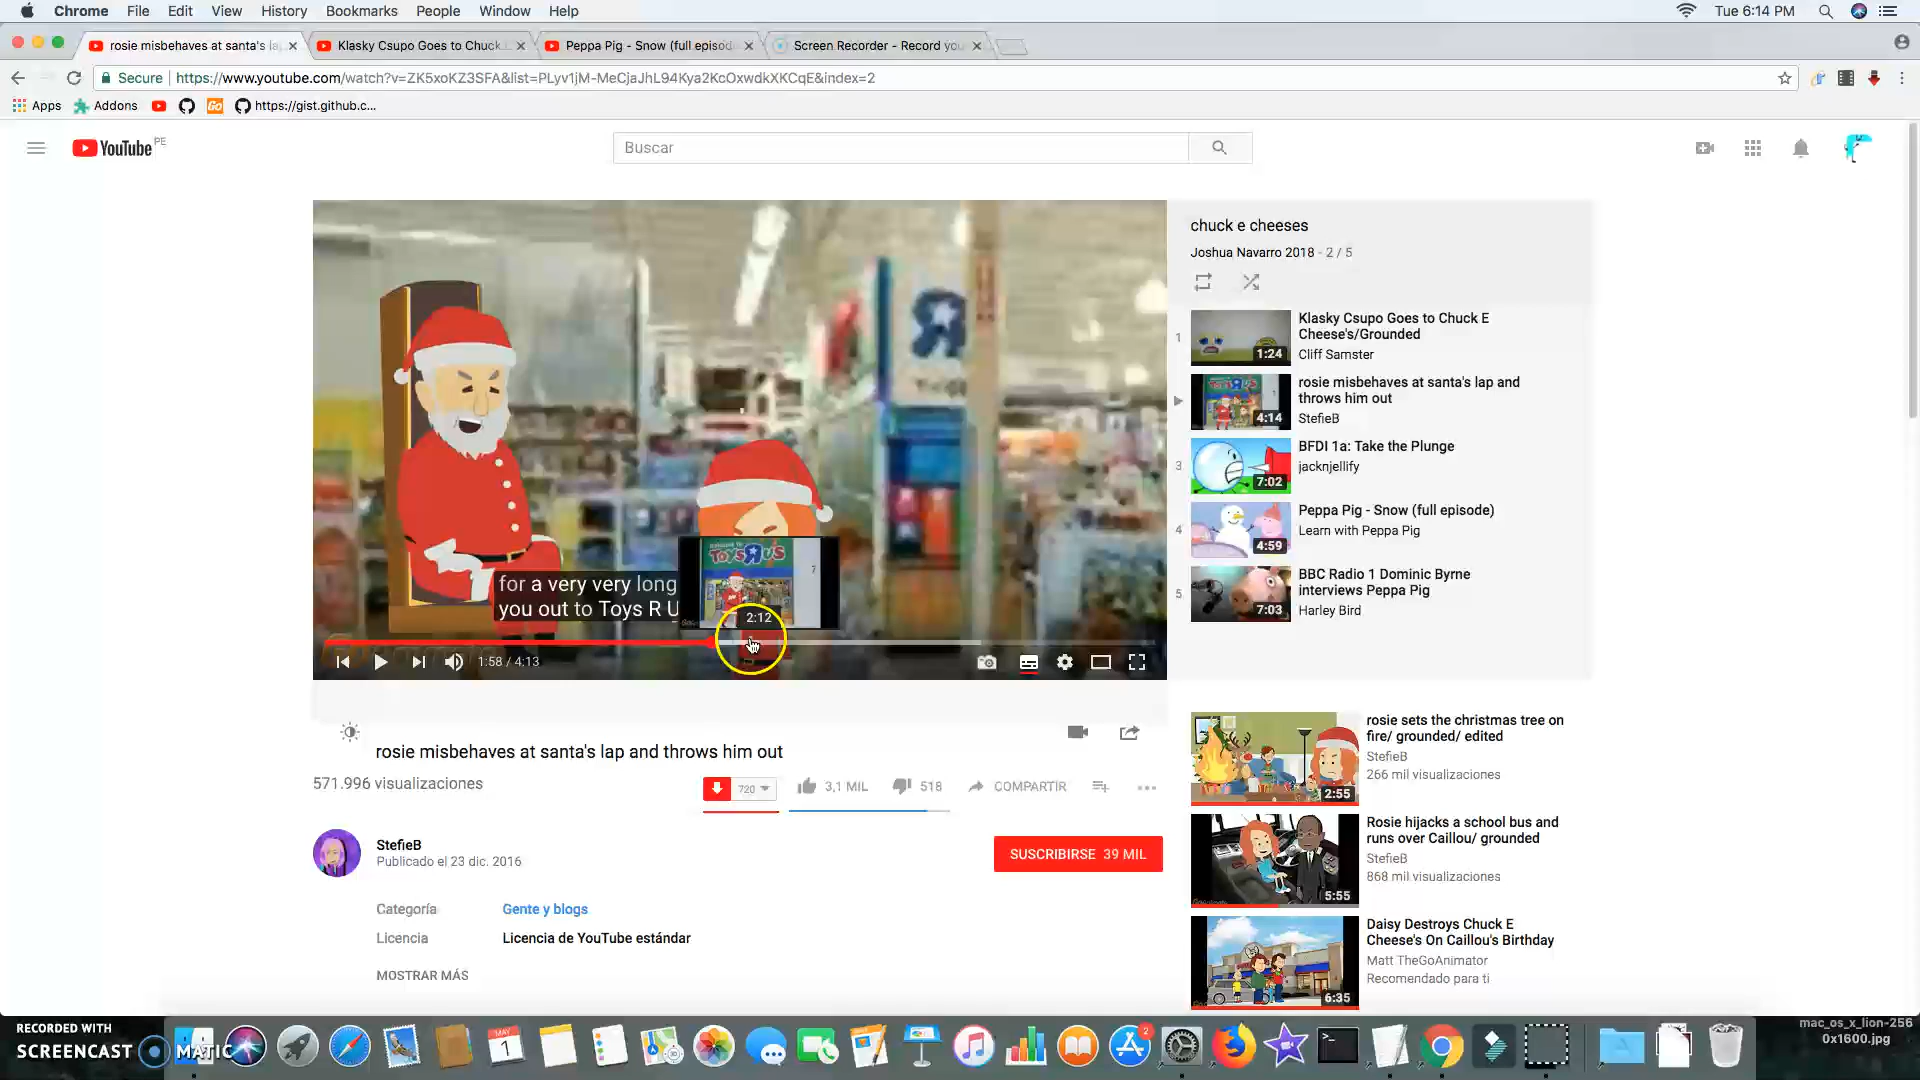 Chrome File Edit View History Bookmarks People Window Help Tue 6:14 PM
rosie misbehaves at santa's la Klasky Csupo Goes to Chuck E Peppa Pig - Snow (full episod Screen Recorder - Record you
Secure https://www.youtube.com/watch?v=ZK5xoKZ3SFA&list=PLyv1jM-MeCjaJhL94Kya2KcOxwdkXKCqE&index=2
Apps Addons Go https://gist.github.c...
YouTube PE
Buscar
chuck e cheeses
Joshua Navarro 2018 - 2 / 5
1
Klasky Csupo Goes to Chuck E
Cheese's/Grounded
Cliff Samster
1:24
rosie misbehaves at santa's lap and
throws him out
StefieB
4:14
3
BFDI 1a: Take the Plunge
jacknjellify
7:02
4
Peppa Pig - Snow (full episode)
Learn with Peppa Pig
4:59
5
BBC Radio 1 Dominic Byrne
interviews Peppa Pig
Harley Bird
7:03
TOYS R US
for a very very long
you out to Toys R U
2:12
1:58 / 4:13
rosie misbehaves at santa's lap and throws him out
571.996 visualizaciones
720 3,1 MIL 518 COMPARTIR
StefieB
Publicado el 23 dic. 2016
SUSCRIBIRSE 39 MIL
Categoría Gente y blogs
Licencia Licencia de YouTube estándar
MOSTRAR MÁS
rosie sets the christmas tree on
fire/ grounded/ edited
StefieB
266 mil visualizaciones
2:55
Rosie hijacks a school bus and
runs over Caillou/ grounded
StefieB
868 mil visualizaciones
5:55
Daisy Destroys Chuck E
Cheese's On Caillou's Birthday
Matt TheGoAnimator
Recomendado para ti
6:35
RECORDED WITH
SCREENCAST MATIC
MAY
1
2
mac_os_x_lion-256
0x1600.jpg